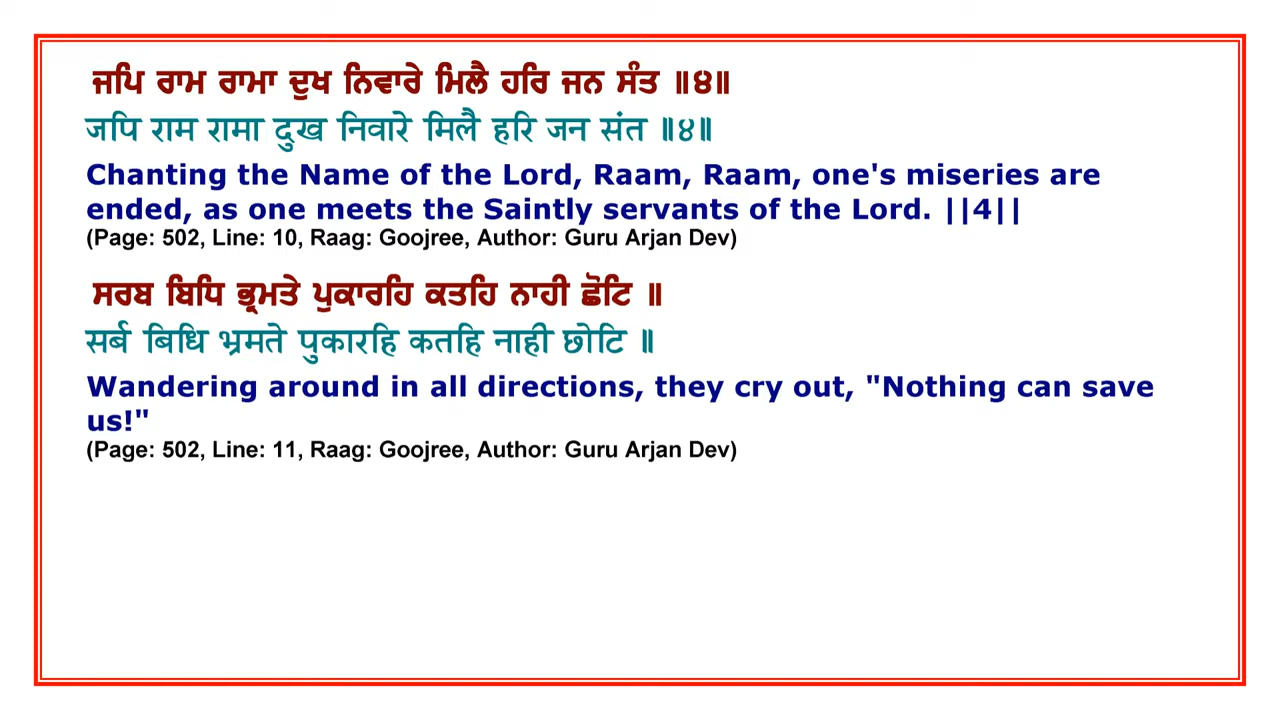 ਜਪਿ ਰਾਮ ਰਾਮਾ ਦੁਖ ਨਿਵਾਰੇ ਮਿਲੈ ਹਰਿ ਜਨ ਸੰਤ ॥੪॥
जपि राम रामा दुख निवारे मिलै हरि जन संत ॥४॥
Chanting the Name of the Lord, Raam, Raam, one's miseries are
ended, as one meets the Saintly servants of the Lord. ||4||
(Page: 502, Line: 10, Raag: Goojree, Author: Guru Arjan Dev)
ਸਰਬ ਬਿਧਿ ਭ੍ਰਮਤੇ ਪੁਕਾਰਹਿ ਕਤਹਿ ਨਾਹੀ ਛੋਟਿ ॥
सर्ब बिधि भ्रमते पुकारहि कतहि नाही छोटि ॥
Wandering around in all directions, they cry out, "Nothing can save
us!"
(Page: 502, Line: 11, Raag: Goojree, Author: Guru Arjan Dev)